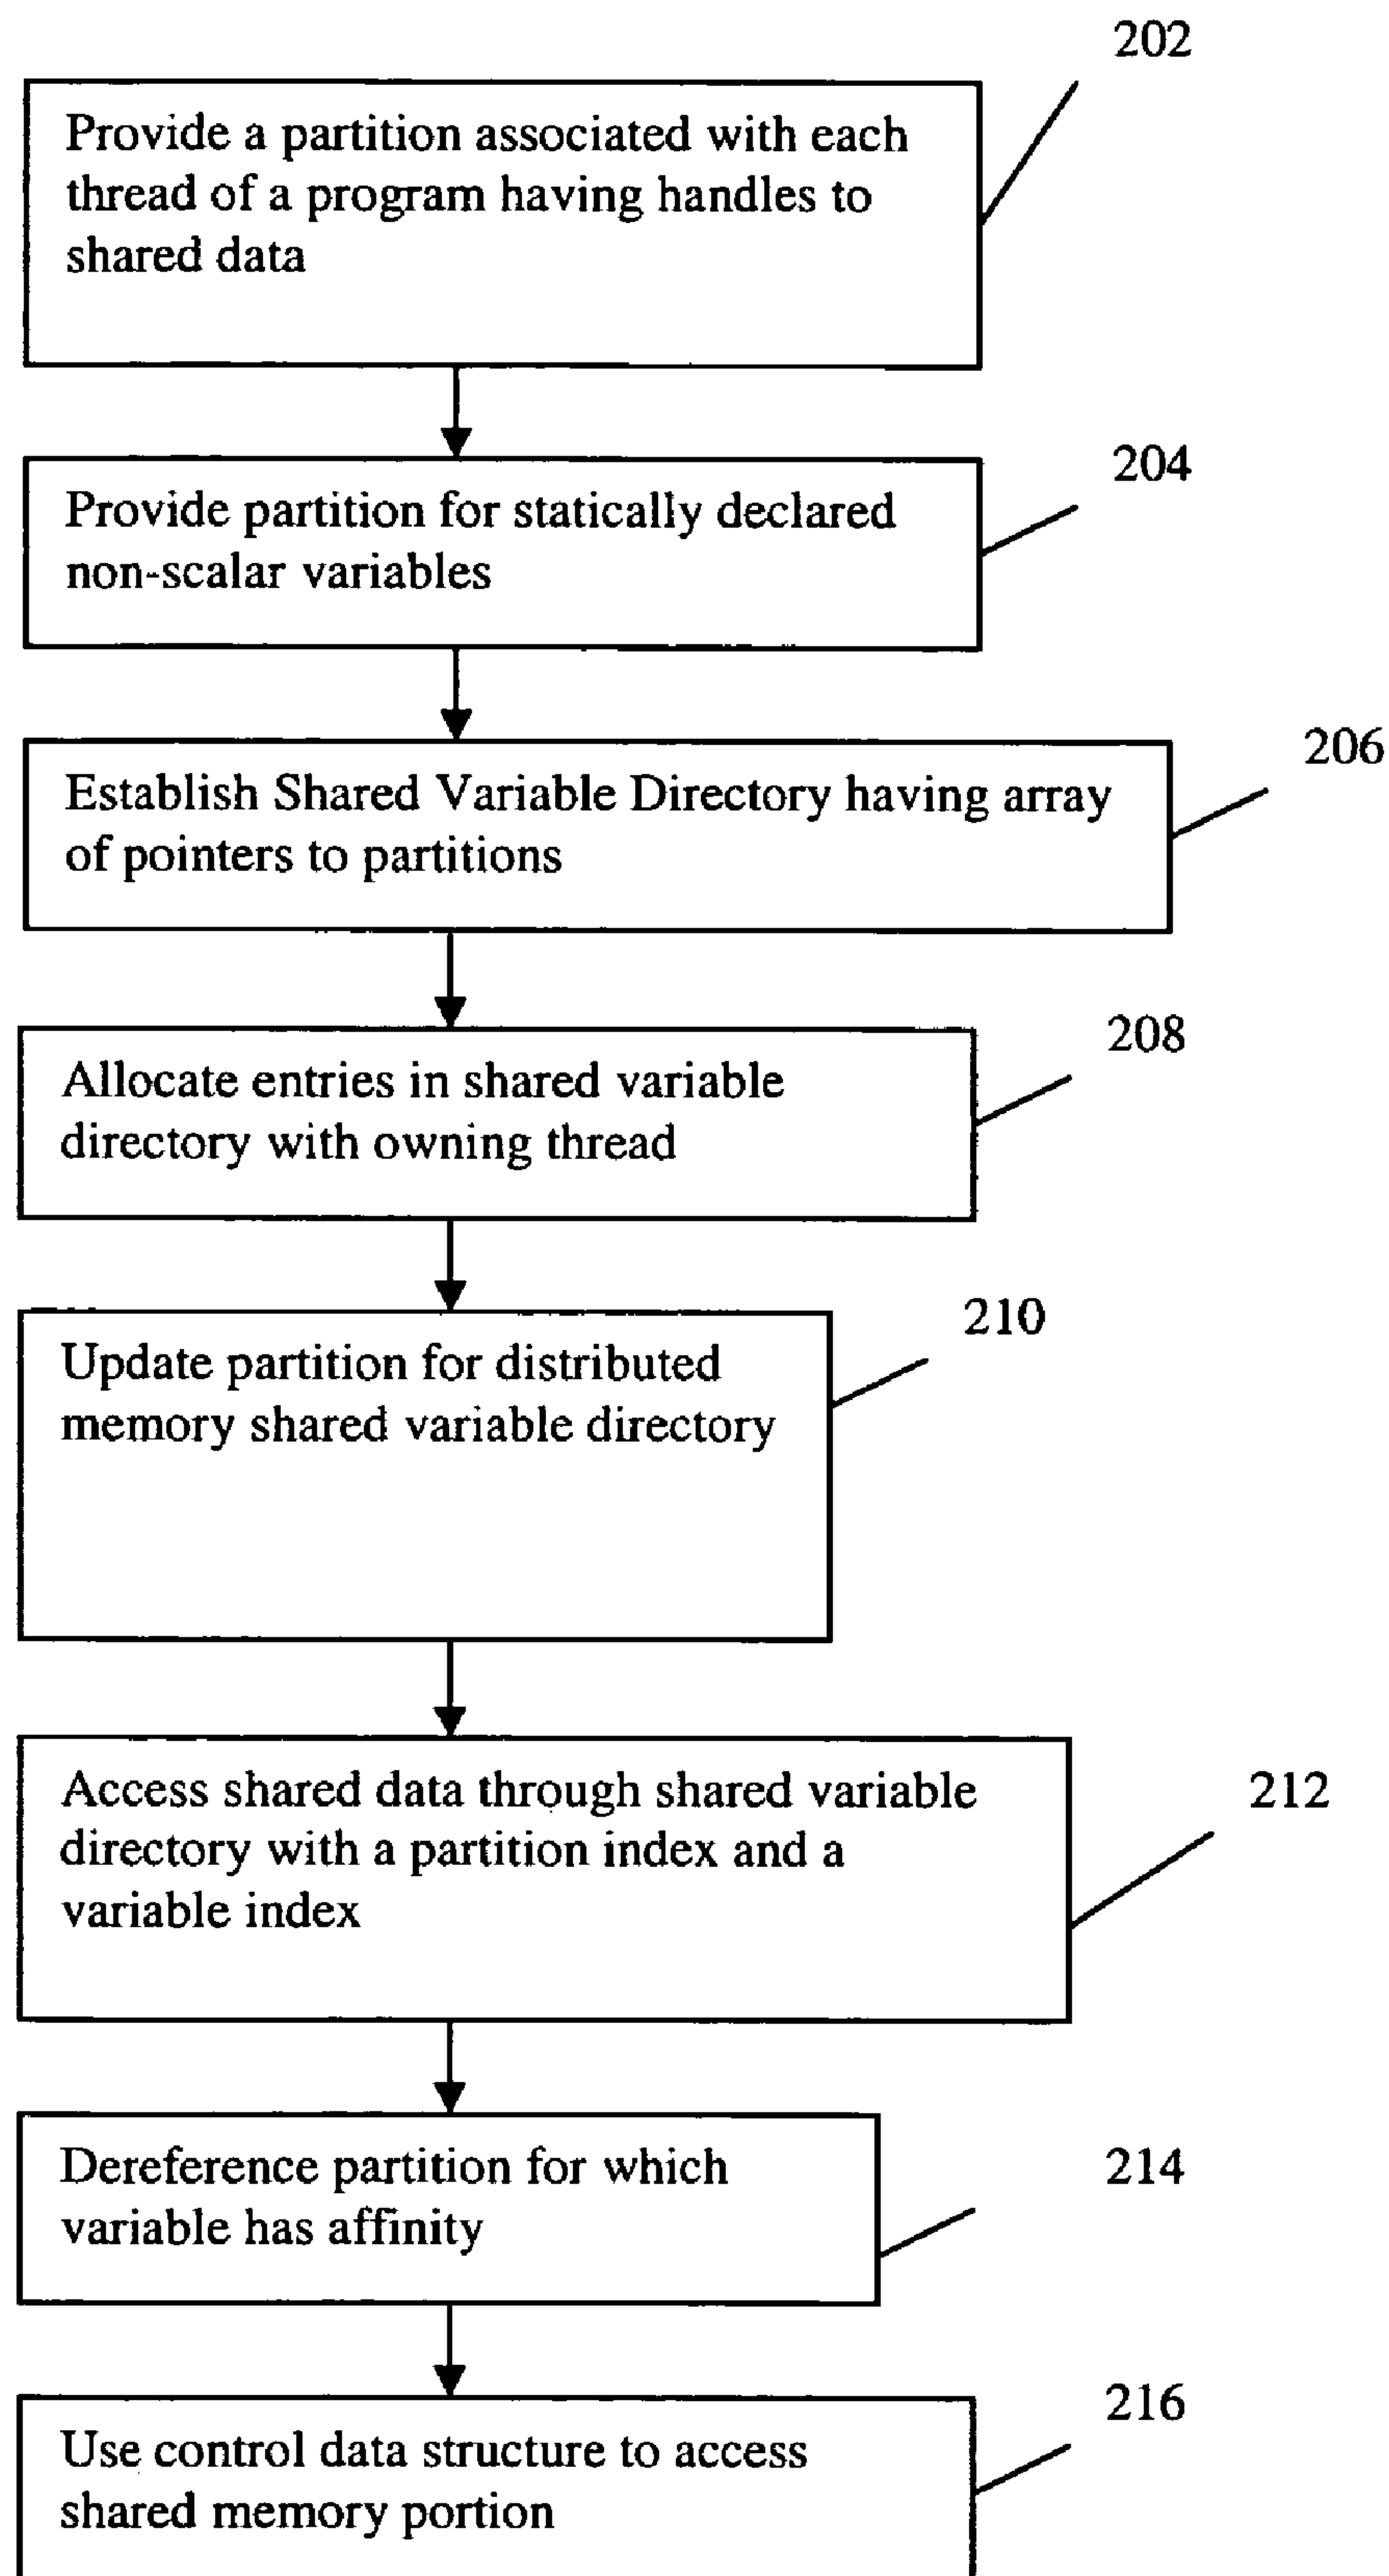 202
Provide a partition associated with each
thread of a program having handles to
shared data
204
Provide partition for statically declared
non-scalar variables
206
Establish Shared Variable Directory having array
of pointers to partitions
208
Allocate entries in shared variable
directory with owning thread
210
Update partition for distributed
memory shared variable directory
212
Access shared data through shared variable
directory with a partition index and a
variable index
214
Dereference partition for which
variable has affinity
216
Use control data structure to access
shared memory portion